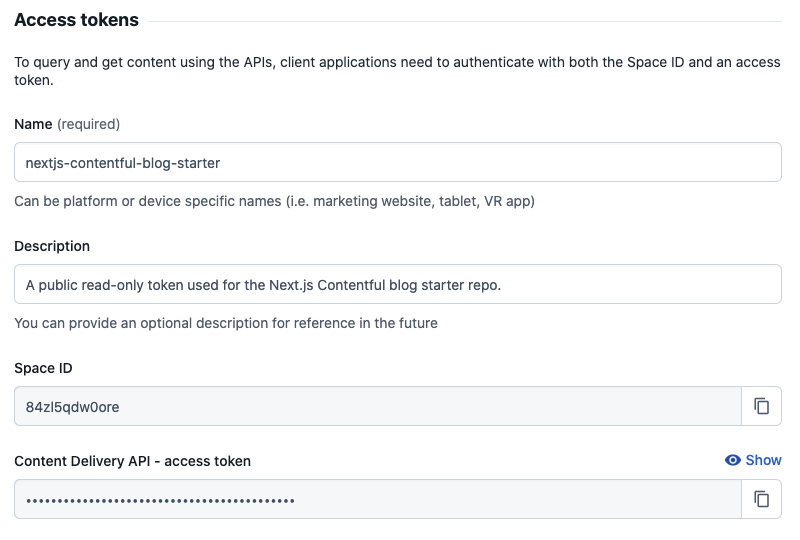 Access tokens
To query and get content using the APIs, client applications need to authenticate with both the Space ID and an access
token.
Name (required)
nextjs-contentful-blog-starter
Can be platform or device specific names (i.e. marketing website, tablet, VR app)
Description
A public read-only token used for the Next.js Contentful blog starter repo.
You can provide an optional description for reference in the future
Space ID
84zl5qdw0ore
Content Delivery API - access token
Show
•••••••••••••••••••••••••••••••••••••••••••